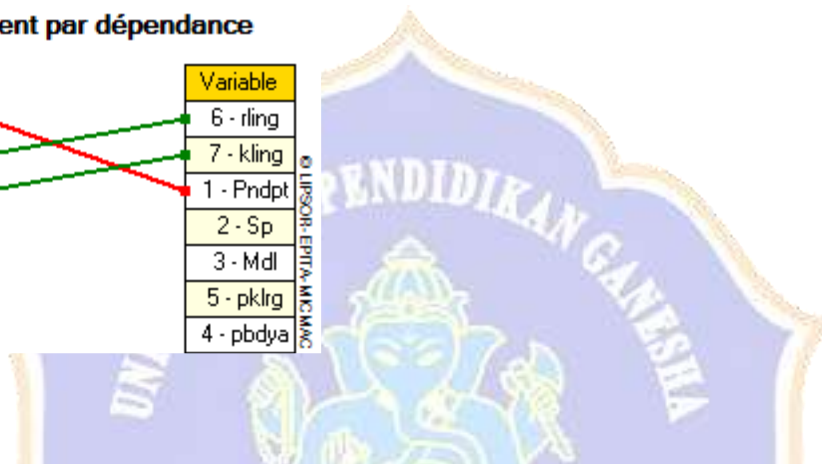 ent par dépendance
Variable
6 - rling
7 - kling
1 - Pndpt
2 - Sp
3 - Mdl
5 - pklrg
4 - pbdya
© LIPSOR-EPITA-MICMAC
PENDIDIKAN GANESHA
UN